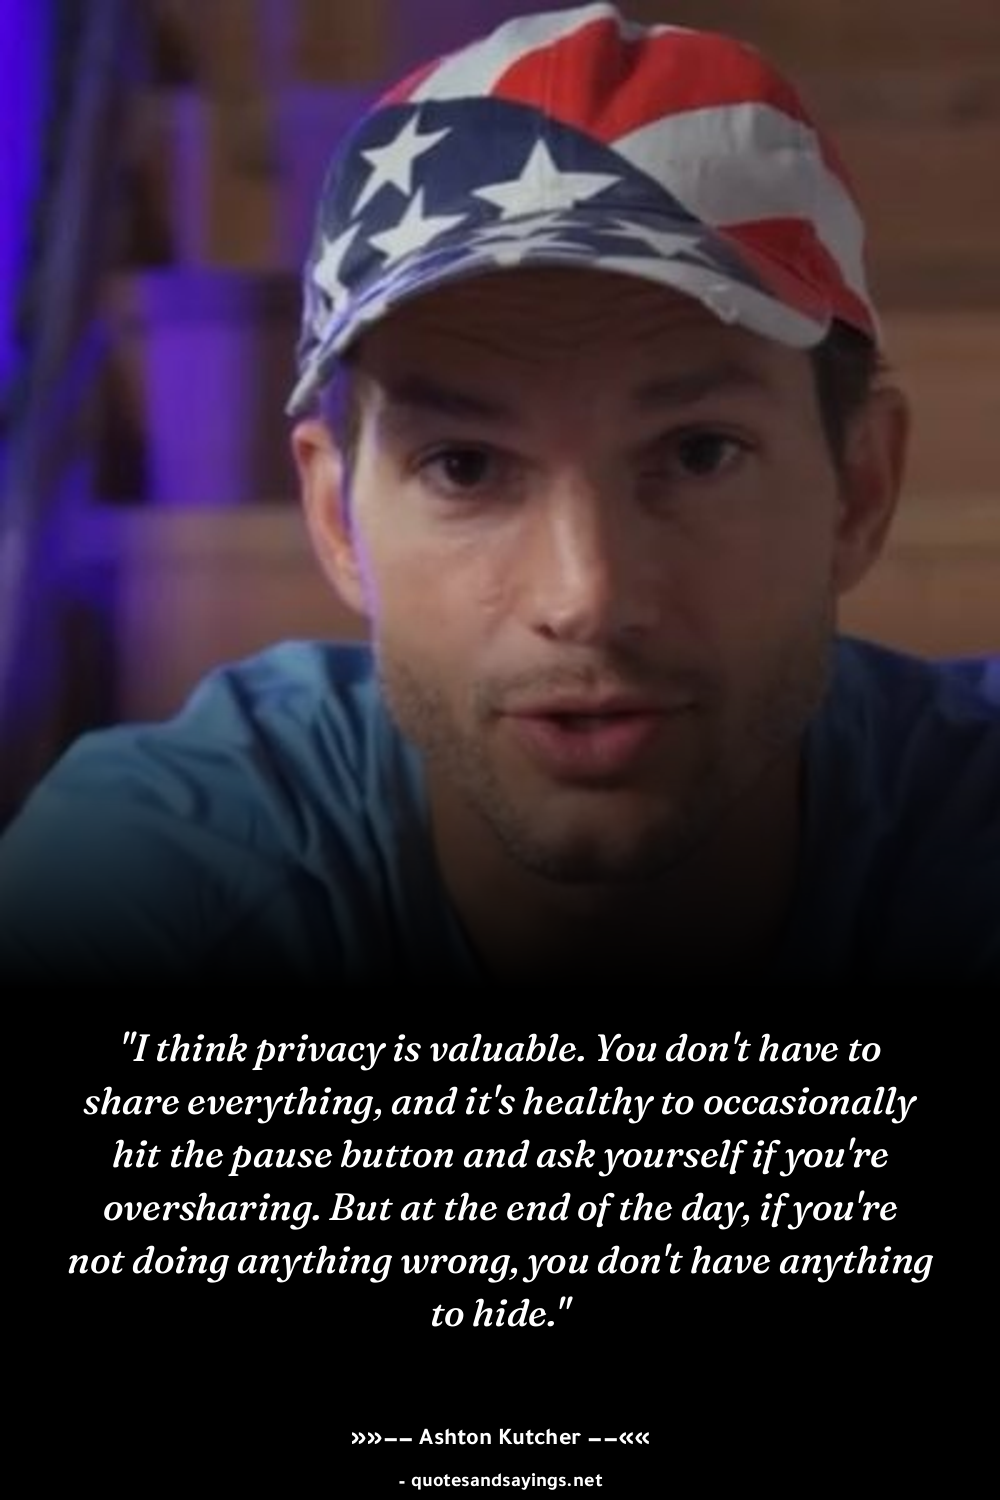 "I think privacy is valuable. You don't have to
share everything, and it's healthy to occasionally
hit the pause button and ask yourself if you're
oversharing. But at the end of the day, if you're
not doing anything wrong, you don't have anything
to hide."
»»–– Ashton Kutcher ––««
- quotesandsayings.net